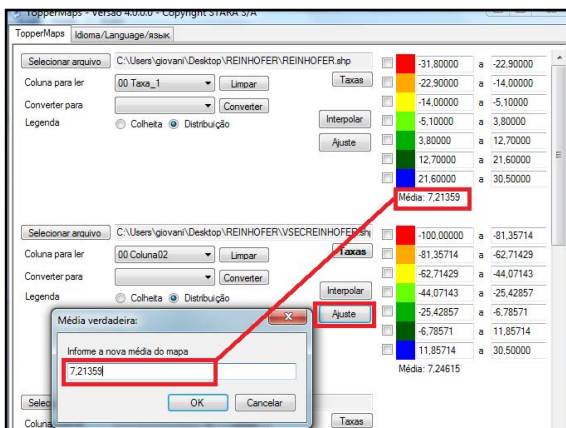 TopperMaps - Versão 4.0.0.0 - Copyright STARA S/A
TopperMaps Idioma/Language/язык
Selecionar arquivo C:\Users\giovani\Desktop\REINHOFER\REINHOFER.shp
Coluna para ler 00 Taxa_1 Limpar Taxas
Converter para Converter
Legenda Colheita Distribuição Interpolar
Ajuste
-31,80000 a -22,90000
-22,90000 a -14,00000
-14,00000 a -5,10000
-5,10000 a 3,80000
3,80000 a 12,70000
12,70000 a 21,60000
21,60000 a 30,50000
Média: 7,21359
Selecionar arquivo C:\Users\giovani\Desktop\REINHOFER\VSECREINHOFER.shp
Coluna para ler 00 Coluna02 Limpar Taxas
Converter para Converter
Legenda Colheita Distribuição Interpolar
Ajuste
-100,00000 a -81,35714
-81,35714 a -62,71429
-62,71429 a -44,07143
-44,07143 a -25,42857
-25,42857 a -6,78571
-6,78571 a 11,85714
11,85714 a 30,50000
Média: 7,24615
Média verdadeira:
Informe a nova média do mapa
7,21359
OK Cancelar
Selec
Coluna Taxas